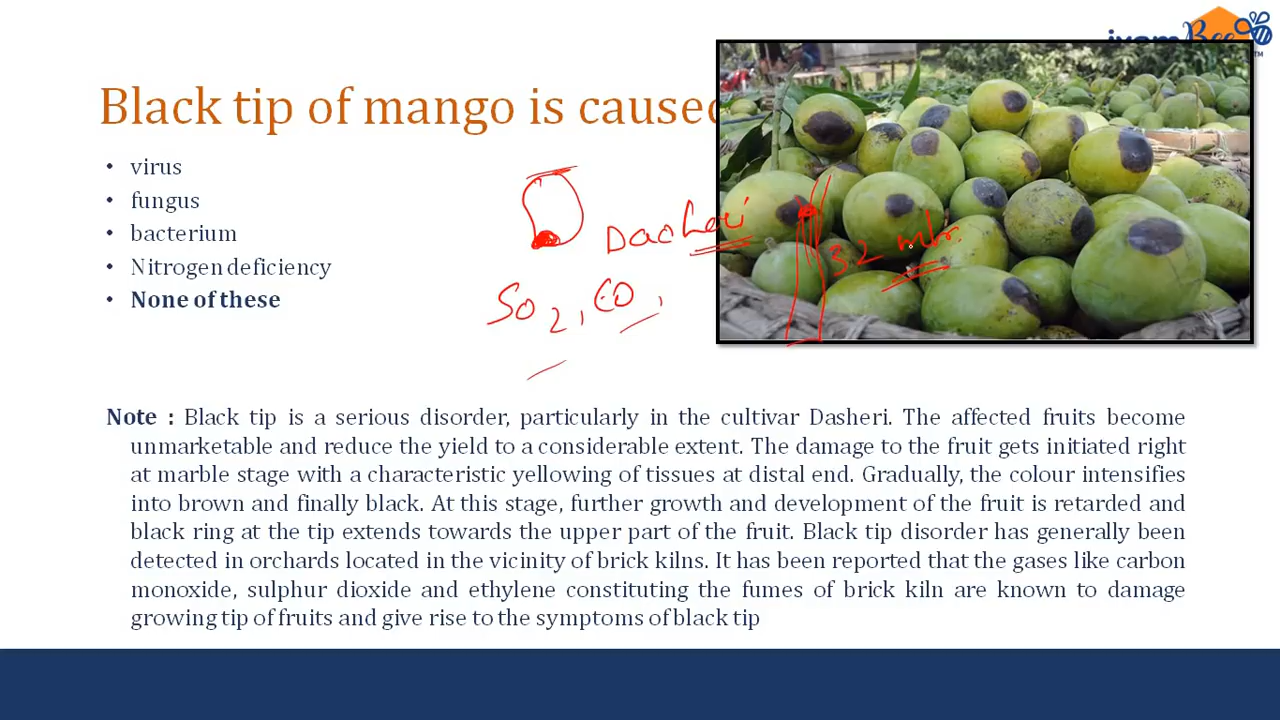 ixamBee
TM
Black tip of mango is caused
• virus
• fungus
• bacterium
• Nitrogen deficiency
• None of these
Dasheri
32 mtr.
SO2, CO,
Note : Black tip is a serious disorder, particularly in the cultivar Dasheri. The affected fruits become
unmarketable and reduce the yield to a considerable extent. The damage to the fruit gets initiated right
at marble stage with a characteristic yellowing of tissues at distal end. Gradually, the colour intensifies
into brown and finally black. At this stage, further growth and development of the fruit is retarded and
black ring at the tip extends towards the upper part of the fruit. Black tip disorder has generally been
detected in orchards located in the vicinity of brick kilns. It has been reported that the gases like carbon
monoxide, sulphur dioxide and ethylene constituting the fumes of brick kiln are known to damage
growing tip of fruits and give rise to the symptoms of black tip